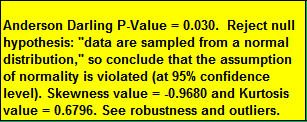 Anderson Darling P-Value = 0.030.  Reject null
hypothesis: "data are sampled from a normal
distribution," so conclude that the assumption
of normality is violated (at 95% confidence
level). Skewness value = -0.9680 and Kurtosis
value = 0.6796. See robustness and outliers.